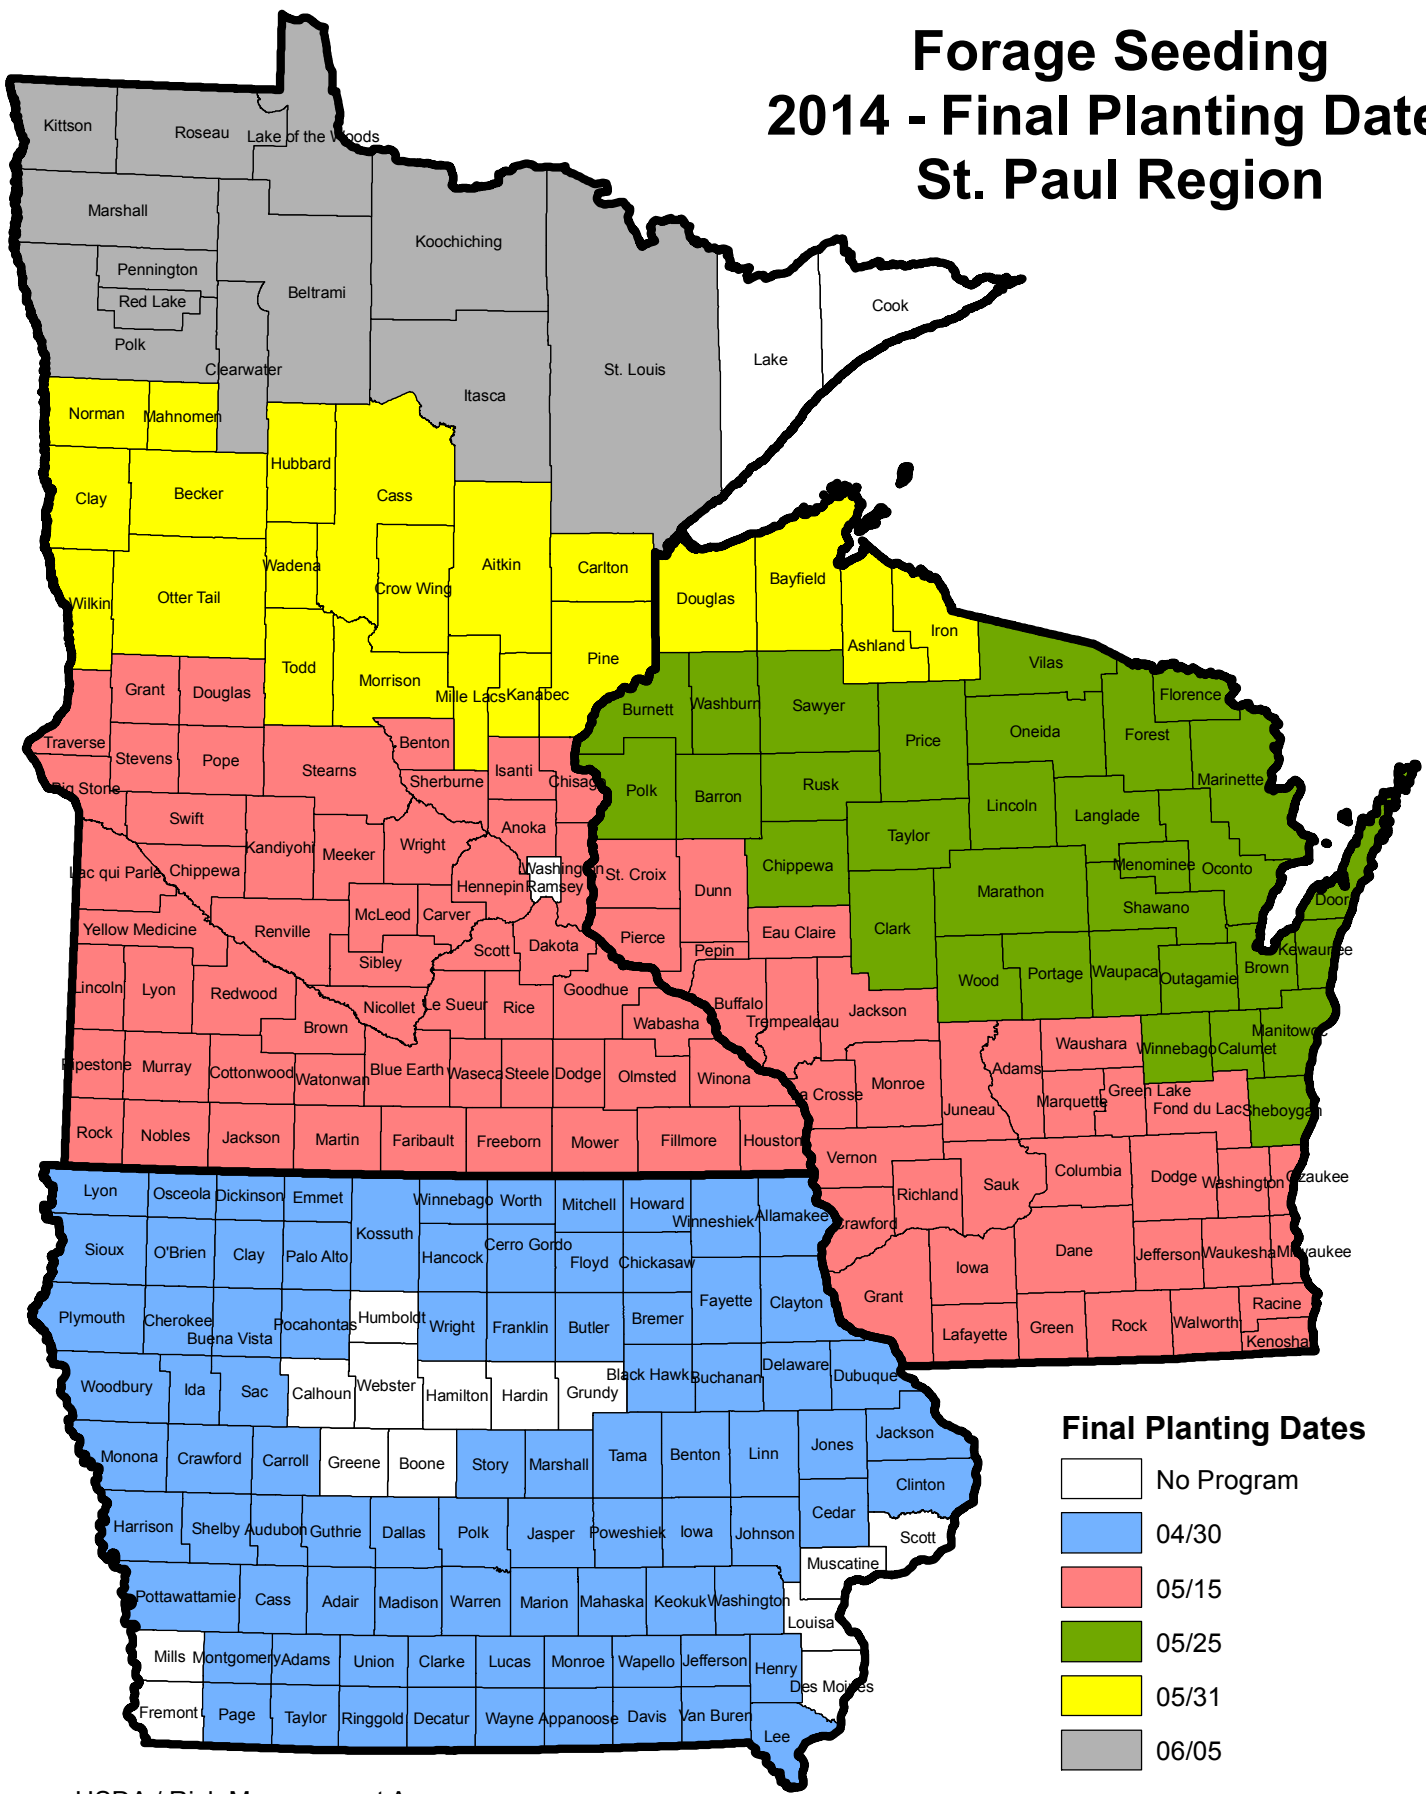 Forage Seeding
2014 - Final Planting Date
St. Paul Region
Kittson
Roseau
Lake of the Woods
Marshall
Koochiching
Pennington
Beltrami
Red Lake
Cook
Polk
Lake
Clearwater
St. Louis
Itasca
Norman
Mahnomen
Hubbard
Becker
Cass
Clay
Wadena
Aitkin
Carlton
Crow Wing
Bayfield
Otter Tail
Wilkin
Douglas
Iron
Ashland
Todd
Pine
Vilas
Morrison
Grant
Douglas
Mille Lacs
Kanabec
Florence
Washburn
Sawyer
Burnett
Oneida
Forest
Traverse
Benton
Price
Stevens
Pope
Stearns
Isanti
Sherburne
Chisago
Marinette
Big Stone
Polk
Barron
Rusk
Lincoln
Langlade
Swift
Anoka
Taylor
Kandiyohi
Meeker
Wright
Lac qui Parle
Chippewa
Washington
Chippewa
Menominee
Oconto
Hennepin
Ramsey
St. Croix
Dunn
Marathon
Door
McLeod
Carver
Shawano
Yellow Medicine
Renville
Pierce
Eau Claire
Clark
Scott
Dakota
Pepin
Kewaunee
Sibley
Brown
Wood
Portage
Waupaca
Outagamie
Lincoln
Lyon
Redwood
Goodhue
Nicollet
Le Sueur
Rice
Buffalo
Jackson
Trempealeau
Brown
Wabasha
Manitowoc
Waushara
Winnebago
Calumet
Pipestone
Murray
Cottonwood
Watonwan
Blue Earth
Waseca
Steele
Dodge
Olmsted
Winona
Adams
Monroe
La Crosse
Green Lake
Marquette
Juneau
Fond du Lac
Sheboygan
Rock
Nobles
Jackson
Martin
Faribault
Freeborn
Mower
Fillmore
Houston
Vernon
Columbia
Dodge
Washington
Ozaukee
Richland
Sauk
Lyon
Osceola
Dickinson
Emmet
Winnebago
Worth
Mitchell
Howard
Winneshiek
Allamakee
Crawford
Kossuth
Sioux
O'Brien
Clay
Palo Alto
Hancock
Cerro Gordo
Floyd
Chickasaw
Dane
Jefferson
Waukesha
Milwaukee
Iowa
Grant
Plymouth
Cherokee
Buena Vista
Pocahontas
Humboldt
Wright
Franklin
Butler
Bremer
Fayette
Clayton
Racine
Lafayette
Green
Rock
Walworth
Kenosha
Woodbury
Ida
Sac
Calhoun
Webster
Hamilton
Hardin
Grundy
Black Hawk
Buchanan
Delaware
Dubuque
Monona
Crawford
Carroll
Greene
Boone
Story
Marshall
Tama
Benton
Linn
Jones
Jackson
Clinton
Harrison
Shelby
Audubon
Guthrie
Dallas
Polk
Jasper
Poweshiek
Iowa
Johnson
Cedar
Scott
Muscatine
Pottawattamie
Cass
Adair
Madison
Warren
Marion
Mahaska
Keokuk
Washington
Louisa
Mills
Montgomery
Adams
Union
Clarke
Lucas
Monroe
Wapello
Jefferson
Henry
Des Moines
Fremont
Page
Taylor
Ringgold
Decatur
Wayne
Appanoose
Davis
Van Buren
Lee
Final Planting Dates
No Program
04/30
05/15
05/25
05/31
06/05